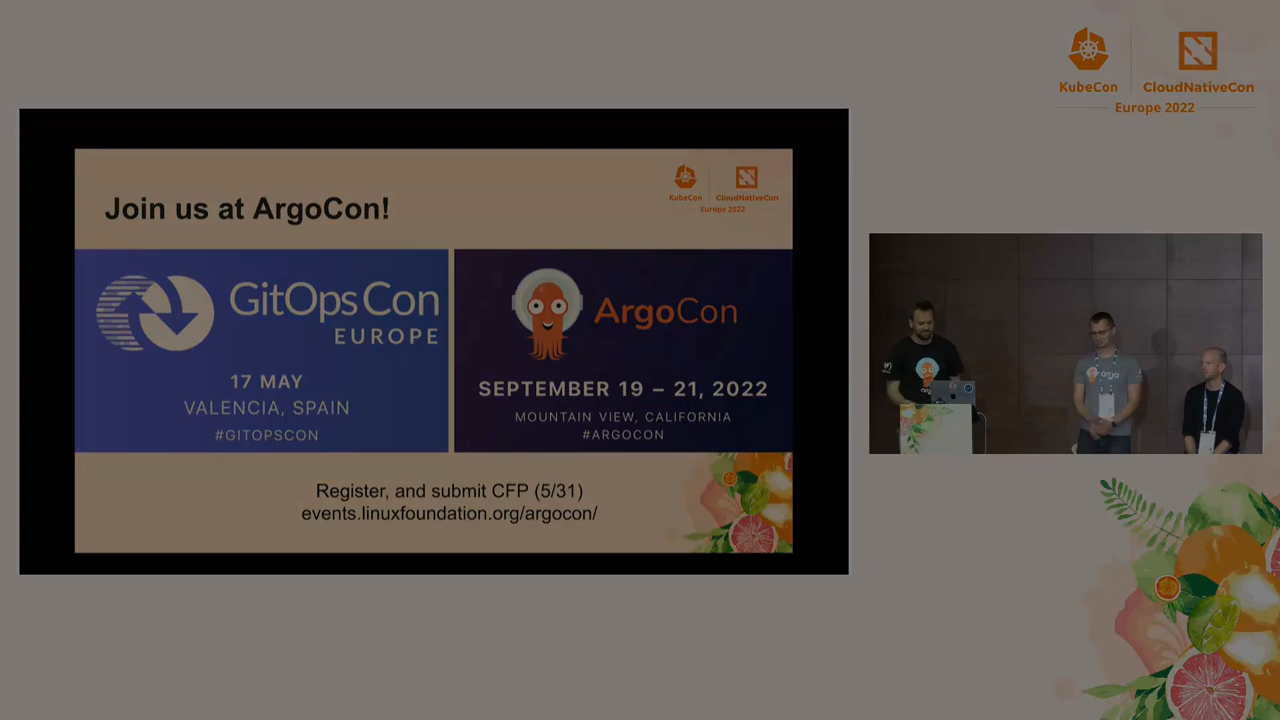 KubeCon
CloudNativeCon
Europe 2022
Join us at ArgoCon!
KubeCon
CloudNativeCon
Europe 2022
GitOpsCon
EUROPE
17 MAY
VALENCIA, SPAIN
#GITOPSCON
ArgoCon
SEPTEMBER 19 – 21, 2022
MOUNTAIN VIEW, CALIFORNIA
#ARGOCON
Register, and submit CFP (5/31)
events.linuxfoundation.org/argocon/
argo